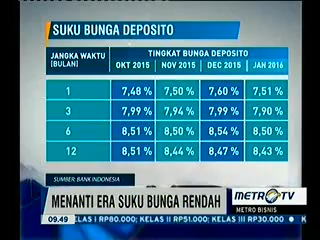 SUKU BUNGA DEPOSITO
JANGKA WAKTU
[BULAN]
TINGKAT BUNGA DEPOSITO
OKT 2015 NOV 2015 DEC 2015 JAN 2016
1 7,48 % 7,50 % 7,60 % 7,51 %
3 7,99 % 7,94 % 7,99 % 7,90 %
6 8,51 % 8,50 % 8,54 % 8,50 %
12 8,51 % 8,44 % 8,47 % 8,43 %
SUMBER: BANK INDONESIA
MENANTI ERA SUKU BUNGA RENDAH
METRO TV
METRO BISNIS
09.49 KELI) RP80.000; KELAS I RP51.000; KELAS II